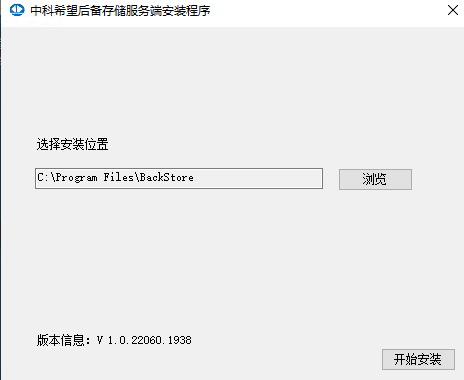 中科希望后备存储服务端安装程序
选择安装位置
C:\Program Files\BackStore
浏览
版本信息：V 1.0.22060.1938
开始安装